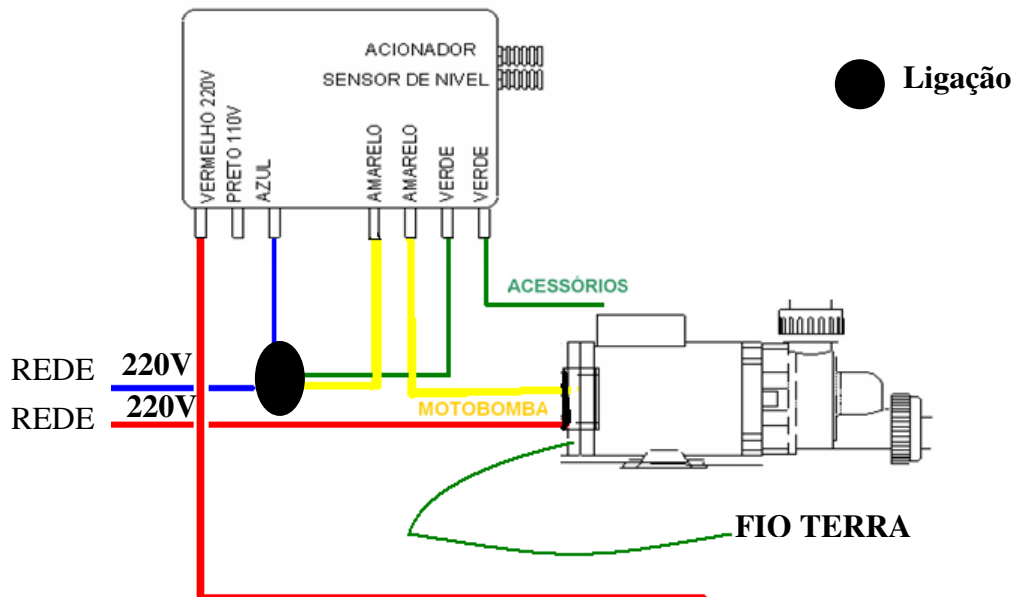 ACIONADOR
SENSOR DE NIVEL
Ligação
VERMELHO 220V
PRETO 110V
AZUL
AMARELO
AMARELO
VERDE
VERDE
ACESSÓRIOS
REDE 220V
REDE 220V
MOTOBOMBA
FIO TERRA